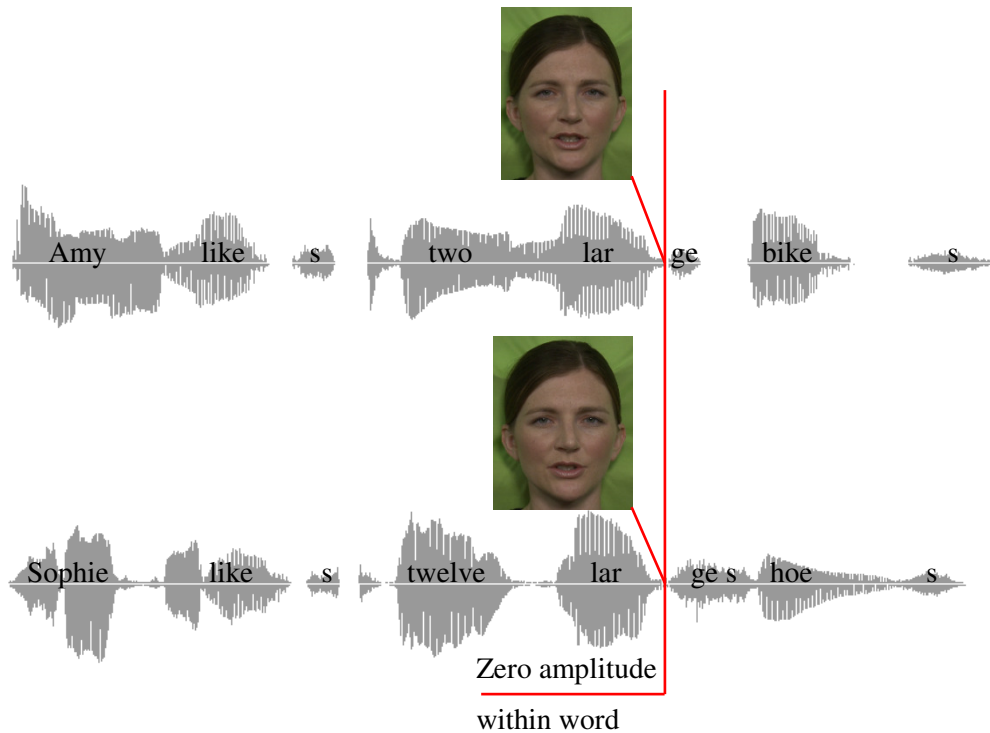 Amy like s two lar ge bike s
Sophie like s twelve lar ge s hoe s
Zero amplitude
within word